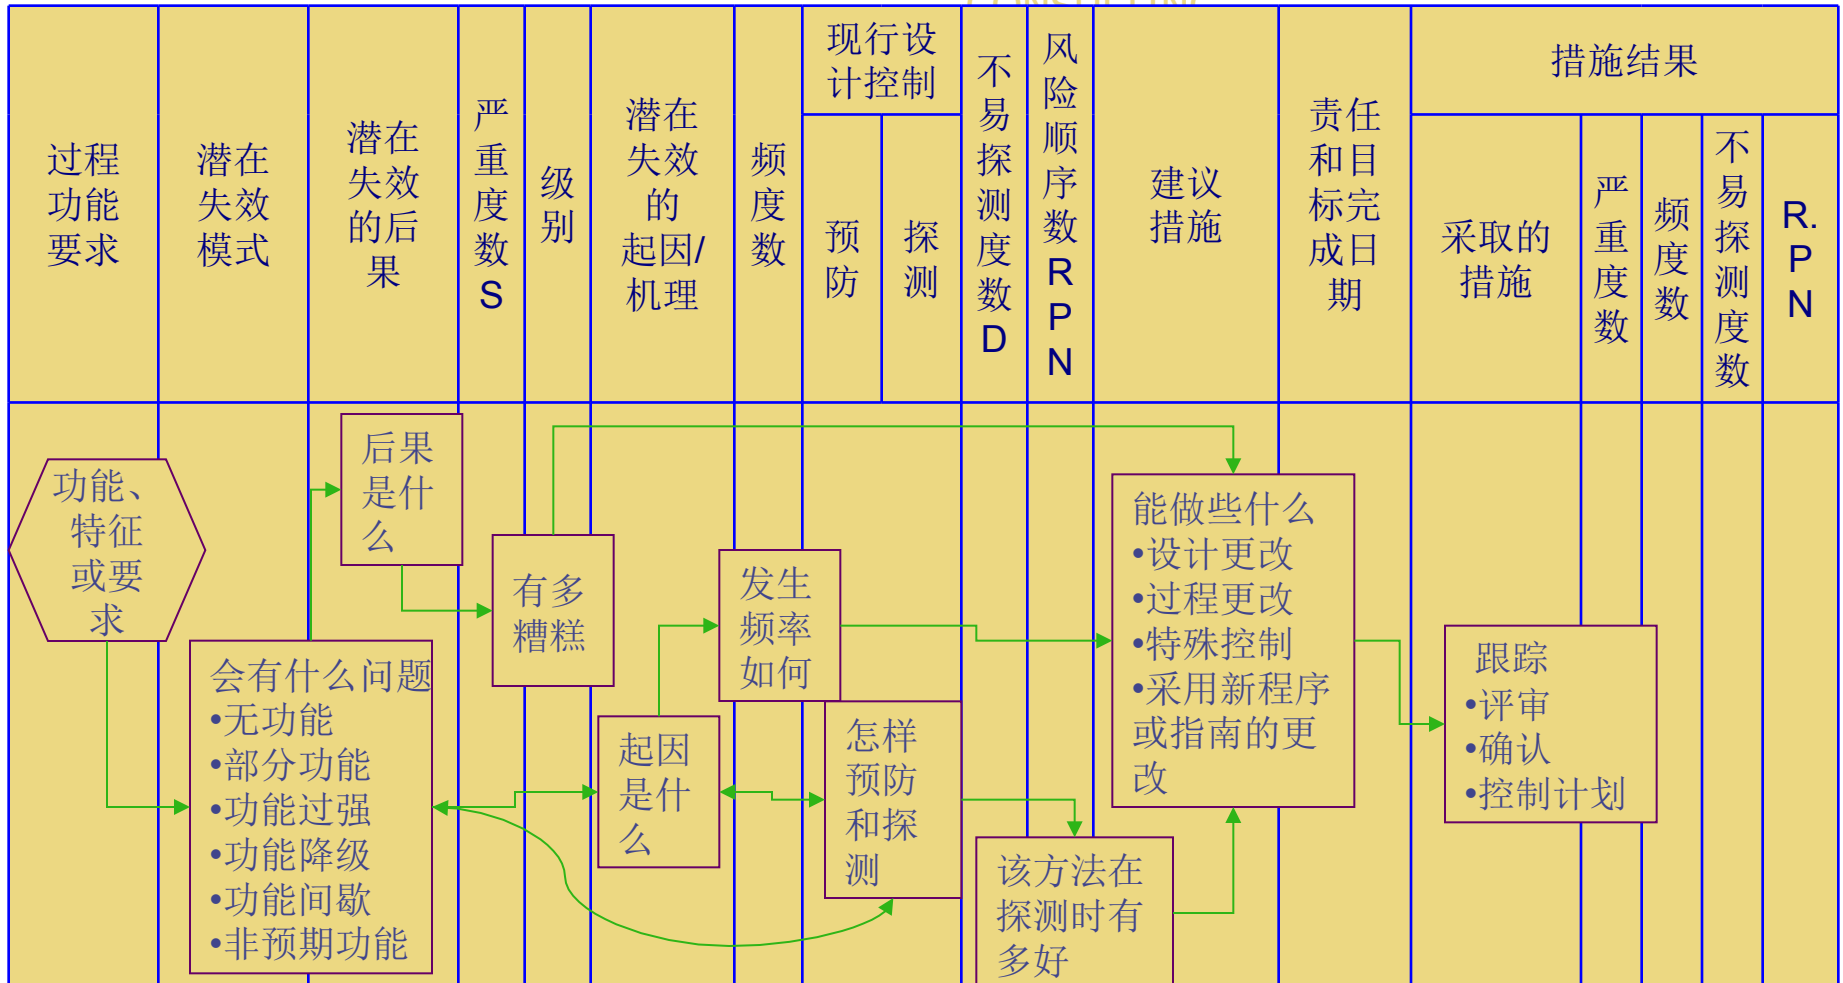 过程
功能
要求
潜在
失效
模式
潜在
失效
的后
果
严
重
度
数
S
级
别
潜在
失效
的
起因/
机理
频
度
数
现行设
计控制
预
防
探
测
不
易
探
测
度
数
D
风
险
顺
序
数
R
P
N
建议
措施
责任
和目
标完
成日
期
措施结果
采取的
措施
严
重
度
数
频
度
数
不
易
探
测
度
数
R.
P
N
功能、
特征
或要
求
会有什么问题
•无功能
•部分功能
•功能过强
•功能降级
•功能间歇
•非预期功能
后果
是什
么
有多
糟糕
起因
是什
么
发生
频率
如何
怎样
预防
和探
测
该方法在
探测时有
多好
能做些什么
•设计更改
•过程更改
•特殊控制
•采用新程序
或指南的更
改
跟踪
•评审
•确认
•控制计划